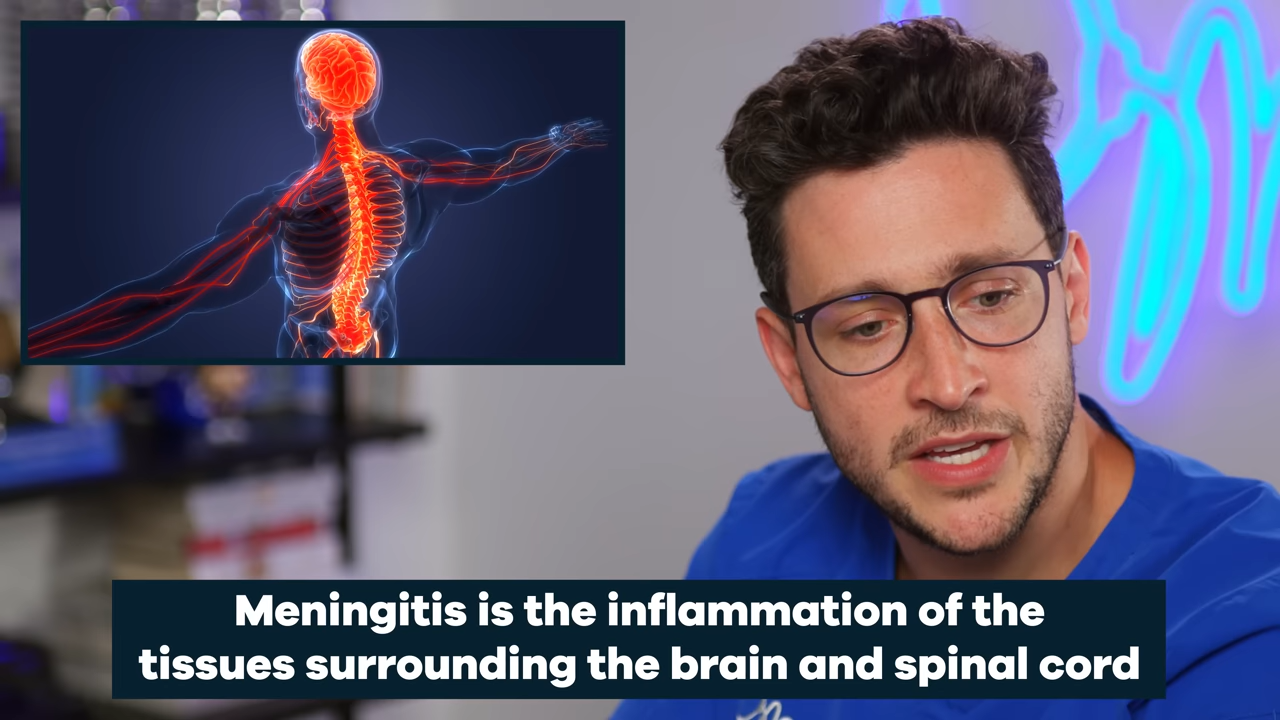 Meningitis is the inflammation of the
tissues surrounding the brain and spinal cord